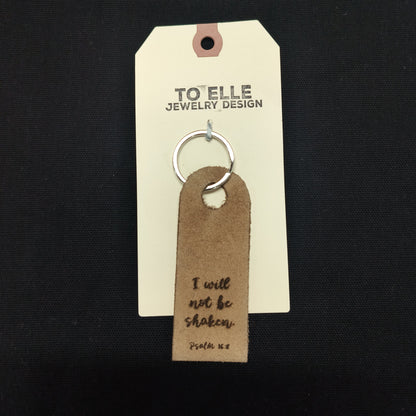 TO ELLE
JEWELRY DESIGN
I will
not be
shaken.
Psalm 16:8